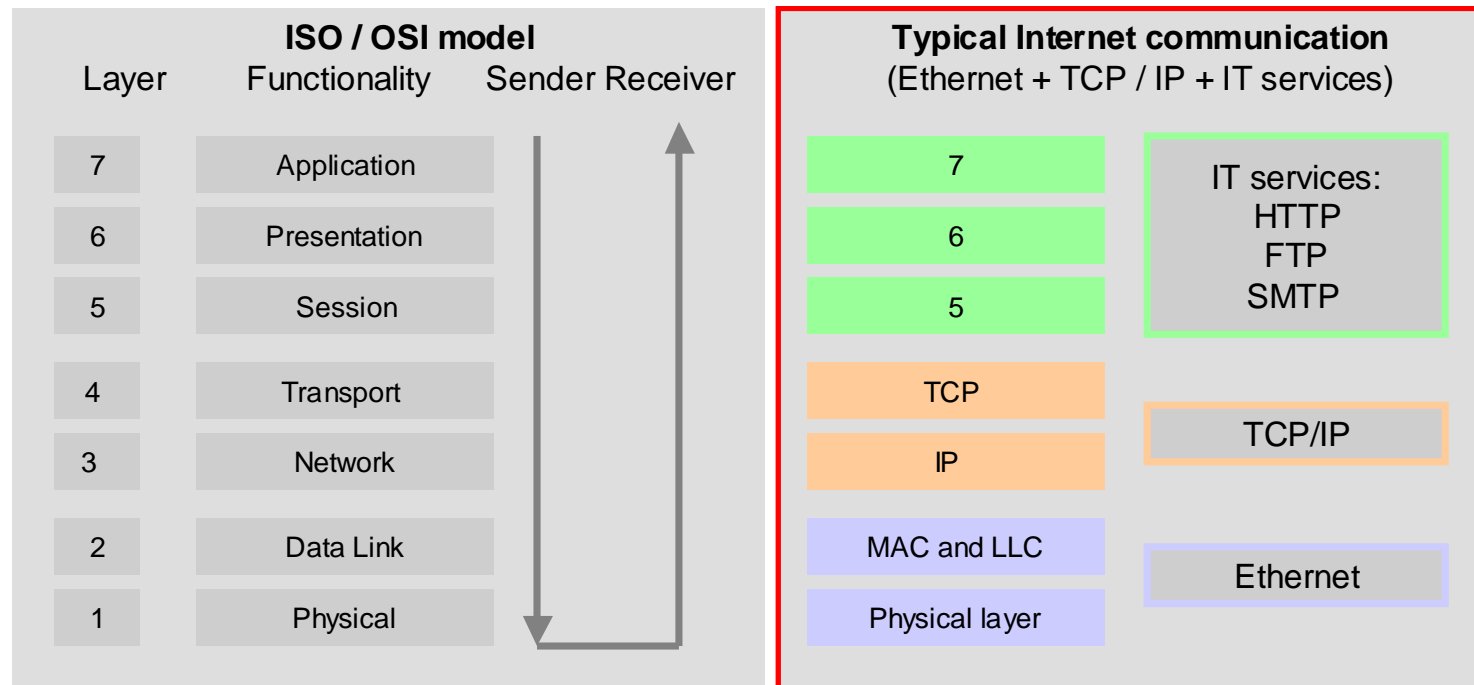 ISO / OSI model
Layer Functionality Sender Receiver
7 Application
6 Presentation
5 Session
4 Transport
3 Network
2 Data Link
1 Physical
Typical Internet communication
(Ethernet + TCP / IP + IT services)
7
6
5
TCP
IP
MAC and LLC
Physical layer
IT services:
HTTP
FTP
SMTP
TCP/IP
Ethernet